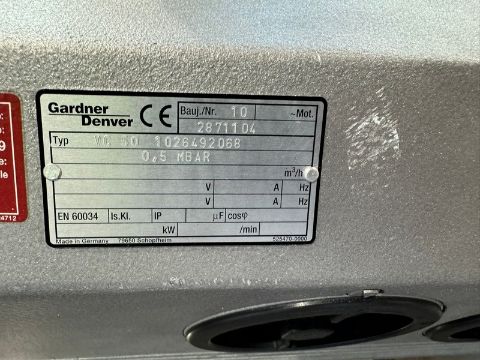 Gardner
Denver CE
Bauj./Nr. 10 ~Mot.
2871104
Typ 1026492068
0,5 MBAR
m³/h
V A Hz
V A Hz
EN 60034 Is.Kl. IP µF cosφ
kW /min
Made in Germany 79650 Schopfheim
4712